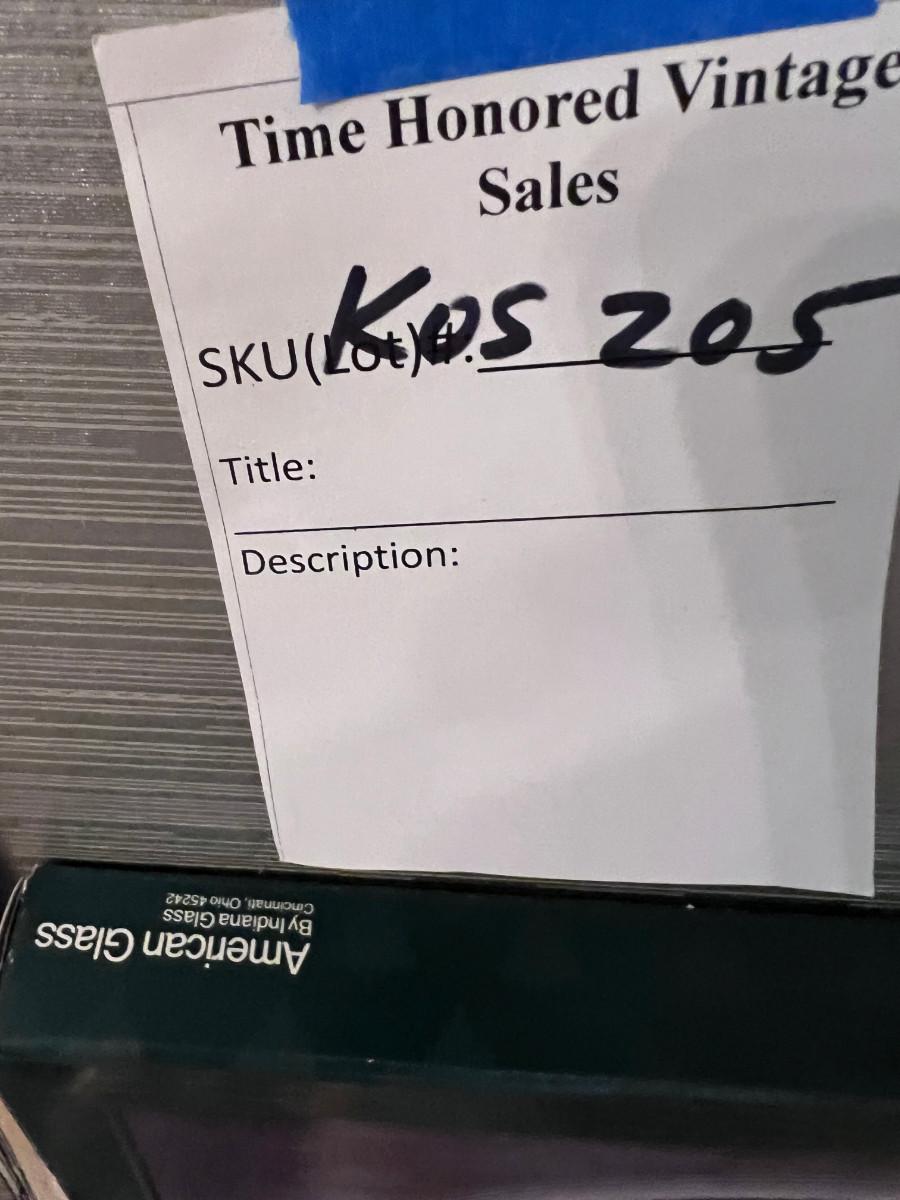 Time Honored Vintage
Sales
SKU(Lot)#: KOS 205
Title:
Description:
American Glass
By Indiana Glass
Cincinnati, Ohio 45242